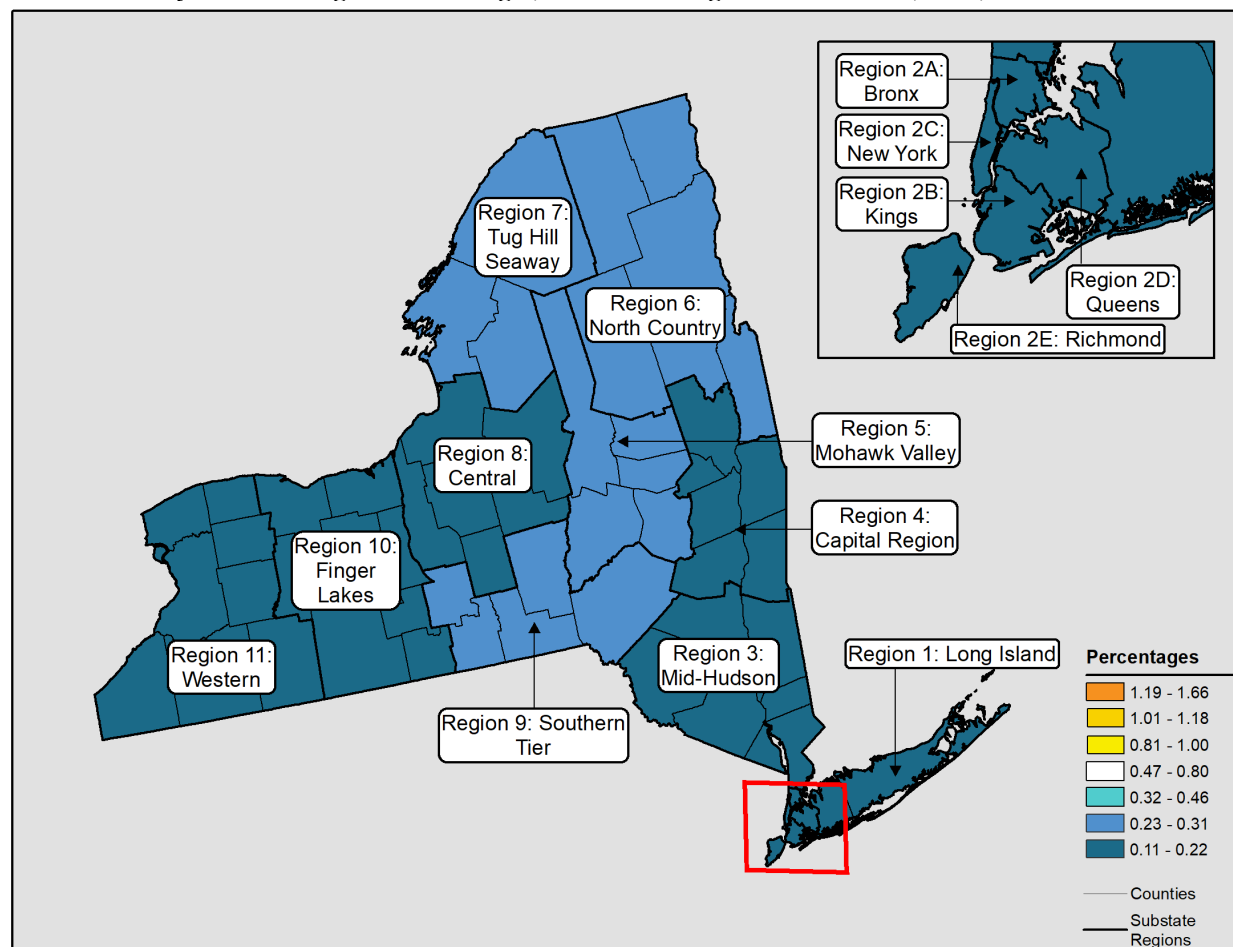 Region 2A:
Bronx
Region 2C:
New York
Region 2B:
Kings
Region 2D:
Queens
Region 2E: Richmond
Region 7:
Tug Hill
Seaway
Region 6:
North Country
Region 5:
Mohawk Valley
Region 8:
Central
Region 4:
Capital Region
Region 10:
Finger
Lakes
Region 11:
Western
Region 3:
Mid-Hudson
Region 1: Long Island
Region 9: Southern
Tier
Percentages
1.19 - 1.66
1.01 - 1.18
0.81 - 1.00
0.47 - 0.80
0.32 - 0.46
0.23 - 0.31
0.11 - 0.22
Counties
Substate
Regions